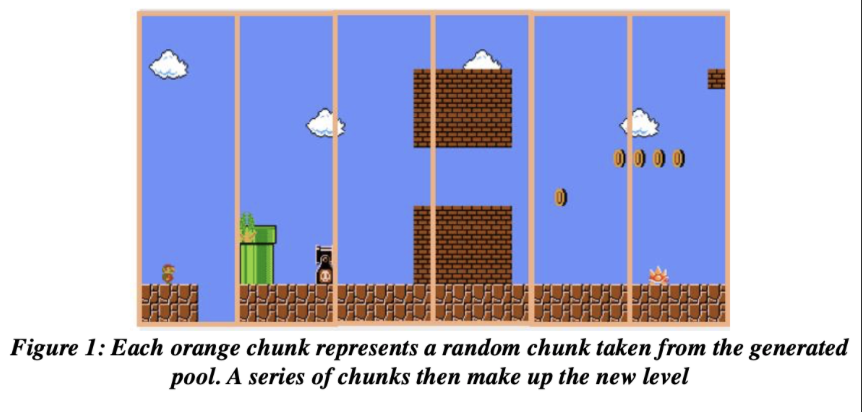 Figure 1: Each orange chunk represents a random chunk taken from the generated
pool. A series of chunks then make up the new level